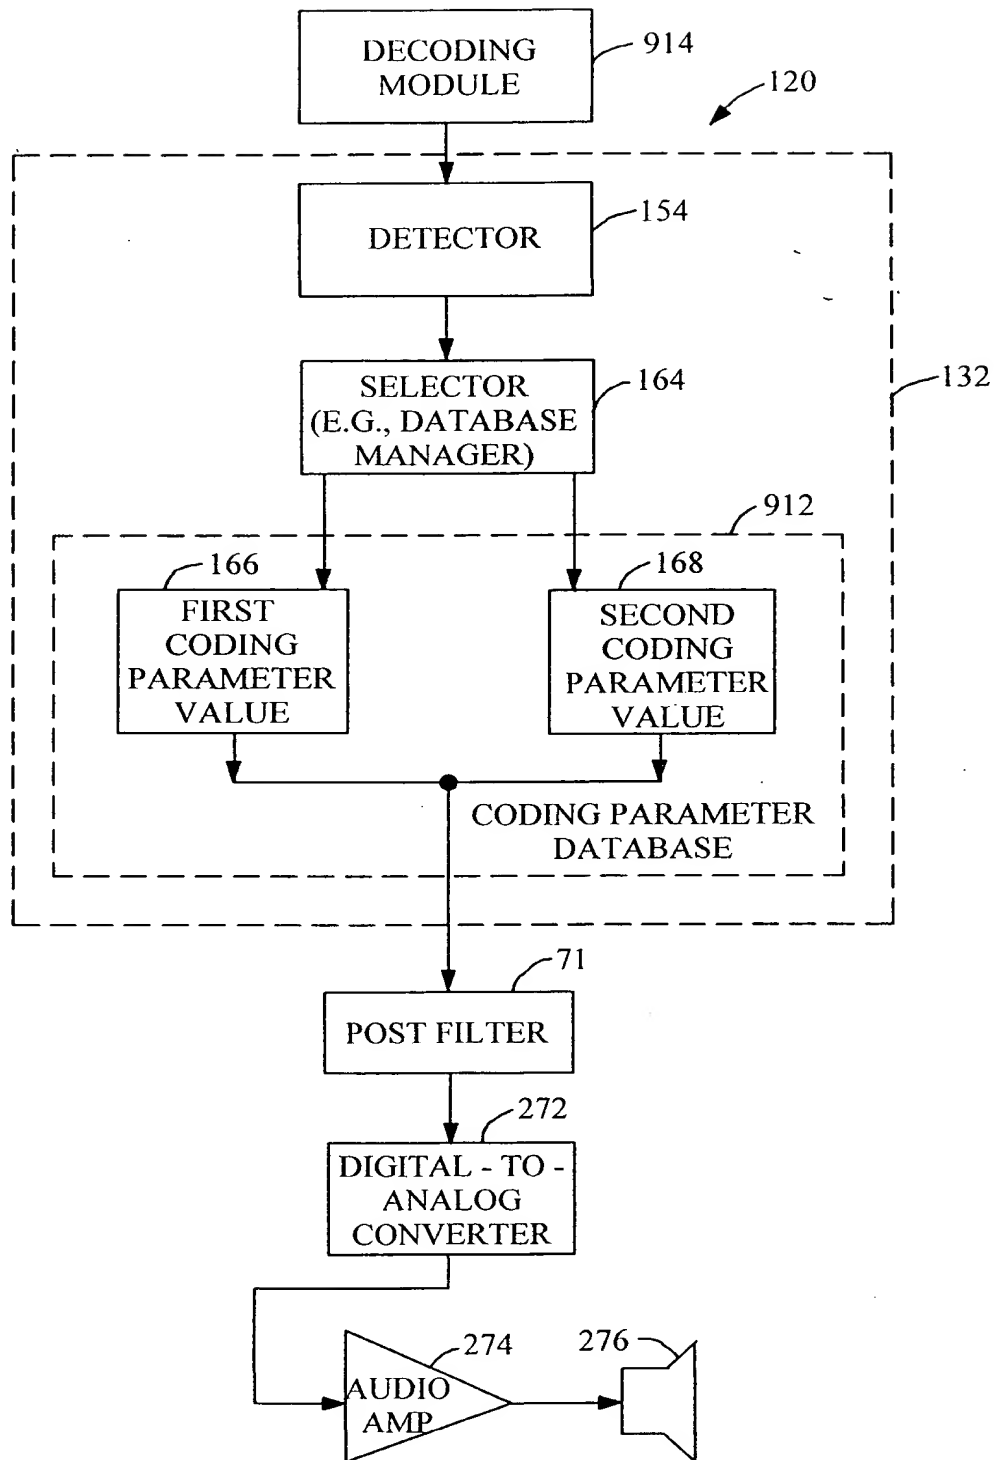 DECODING
MODULE
914
120
DETECTOR
154
SELECTOR
(E.G., DATABASE
MANAGER)
164
132
912
166
168
FIRST
CODING
PARAMETER
VALUE
SECOND
CODING
PARAMETER
VALUE
CODING PARAMETER
DATABASE
71
POST FILTER
272
DIGITAL - TO -
ANALOG
CONVERTER
274
276
AUDIO
AMP